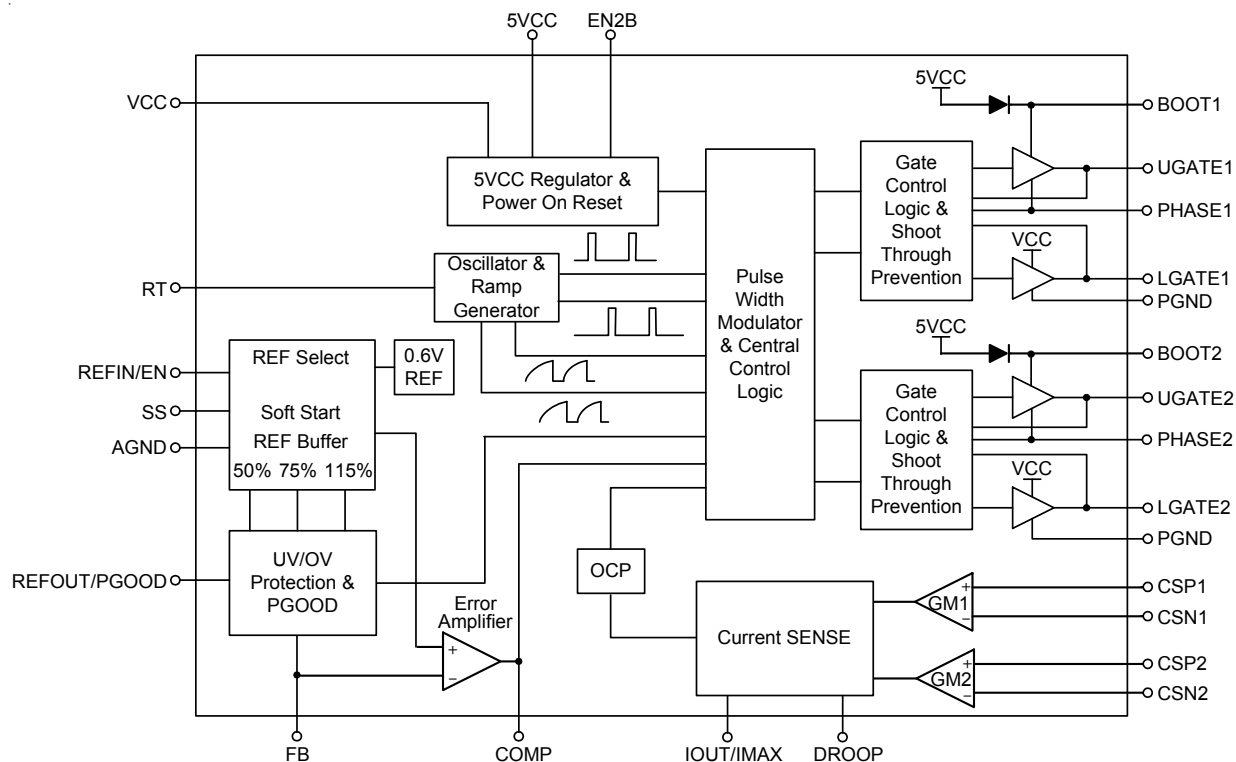 5VCC
EN2B
VCC
5VCC
BOOT1
5VCC Regulator &
Power On Reset
Gate
Control
Logic &
Shoot
Through
Prevention
UGATE1
PHASE1
VCC
LGATE1
PGND
RT
Oscillator &
Ramp
Generator
Pulse
Width
Modulator
& Central
Control
Logic
REFIN/EN
SS
AGND
REF Select
Soft Start
REF Buffer
50% 75% 115%
0.6V
REF
5VCC
BOOT2
Gate
Control
Logic &
Shoot
Through
Prevention
UGATE2
PHASE2
VCC
LGATE2
PGND
REFOUT/PGOOD
UV/OV
Protection &
PGOOD
Error
Amplifier
+
−
OCP
Current SENSE
GM1
+
−
CSP1
CSN1
GM2
+
−
CSP2
CSN2
FB
COMP
IOUT/IMAX
DROOP